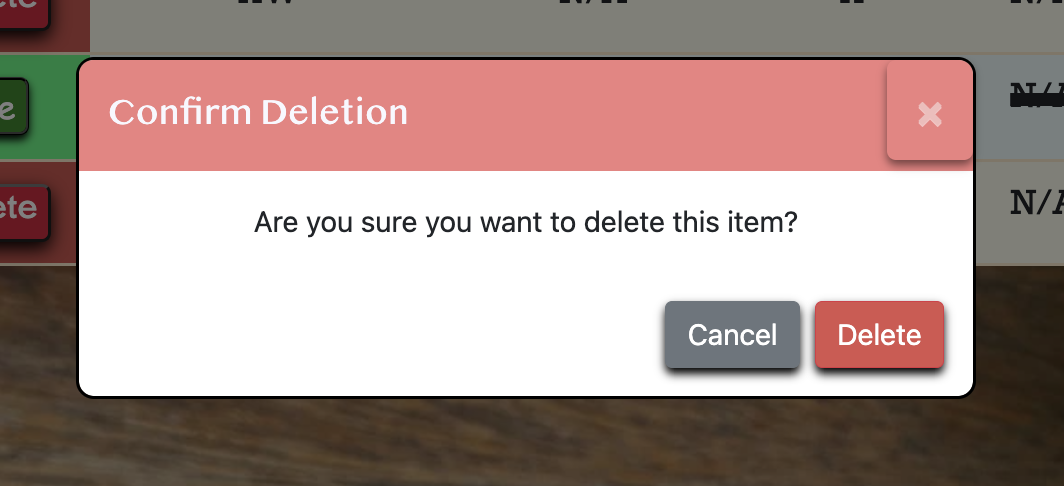 Confirm Deletion ×
N/A
Are you sure you want to delete this item?
Cancel Delete